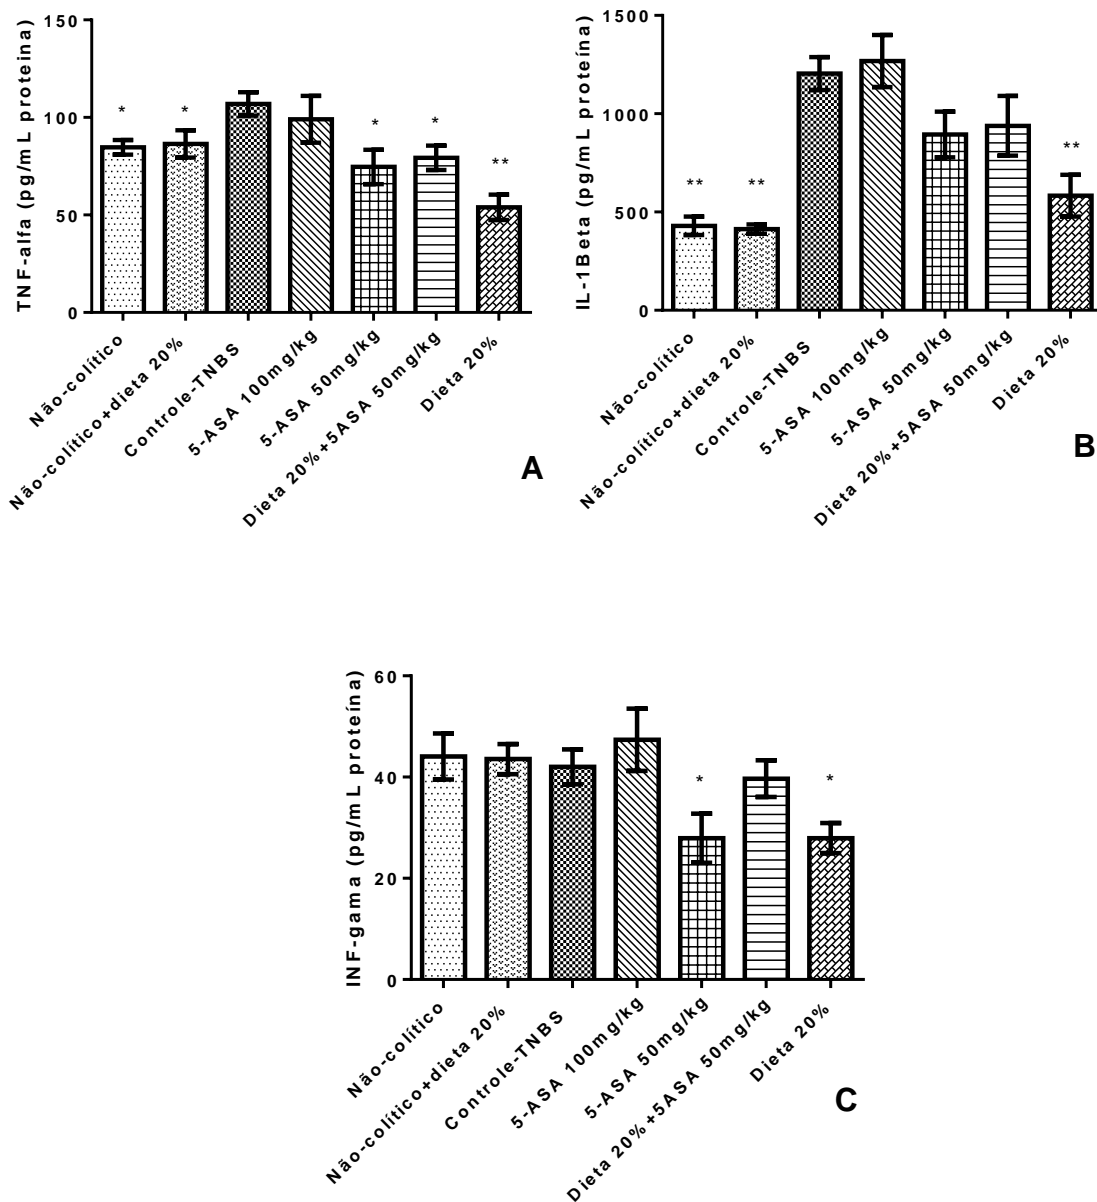 TNF-alfa (pg/mL proteína)
150
100
50
0
*
*
*
*
**
Não-colítico
Não-colítico+dieta 20%
Controle-TNBS
5-ASA 100mg/kg
5-ASA 50mg/kg
Dieta 20%+5ASA 50mg/kg
Dieta 20%
A
IL-1Beta (pg/mL proteína)
1500
1000
500
0
**
**
**
Não-colítico
Não-colítico+dieta 20%
Controle-TNBS
5-ASA 100mg/kg
5-ASA 50mg/kg
Dieta 20%+5ASA 50mg/kg
Dieta 20%
B
INF-gama (pg/mL proteína)
60
40
20
0
*
*
Não-colítico
Não-colítico+dieta 20%
Controle-TNBS
5-ASA 100mg/kg
5-ASA 50mg/kg
Dieta 20%+5ASA 50mg/kg
Dieta 20%
C